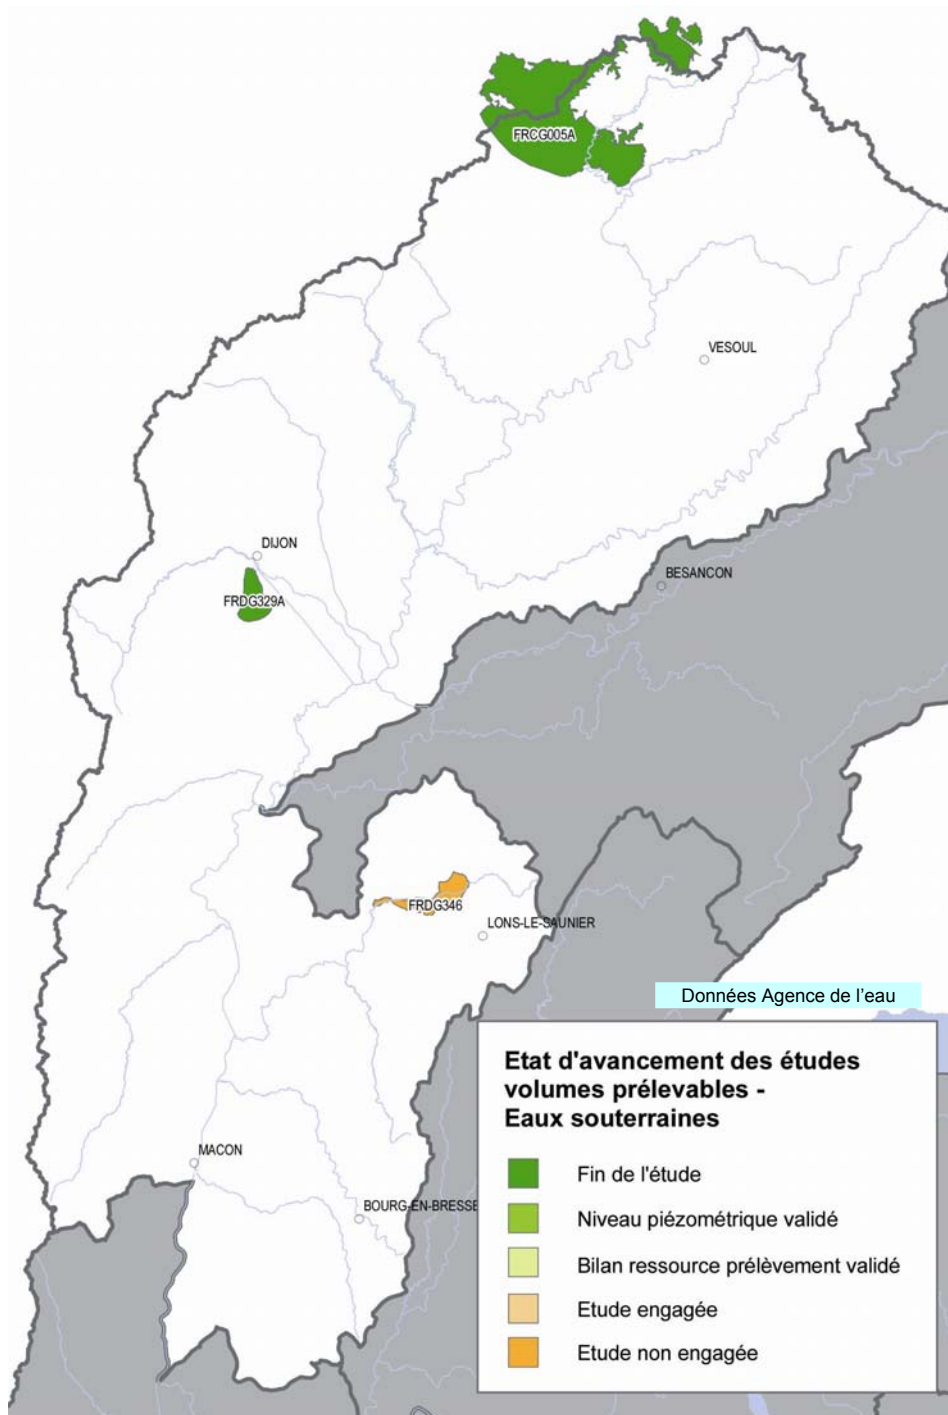 FRCG005A
VESOUL
DIJON
BESANCON
FRDG329A
FRDG346
LONS-LE-SAUNIER
Données Agence de l'eau
Etat d'avancement des études
volumes prélevables -
Eaux souterraines
Fin de l'étude
Niveau piézométrique validé
Bilan ressource prélèvement validé
Etude engagée
Etude non engagée
MACON
BOURG-EN-BRESSE